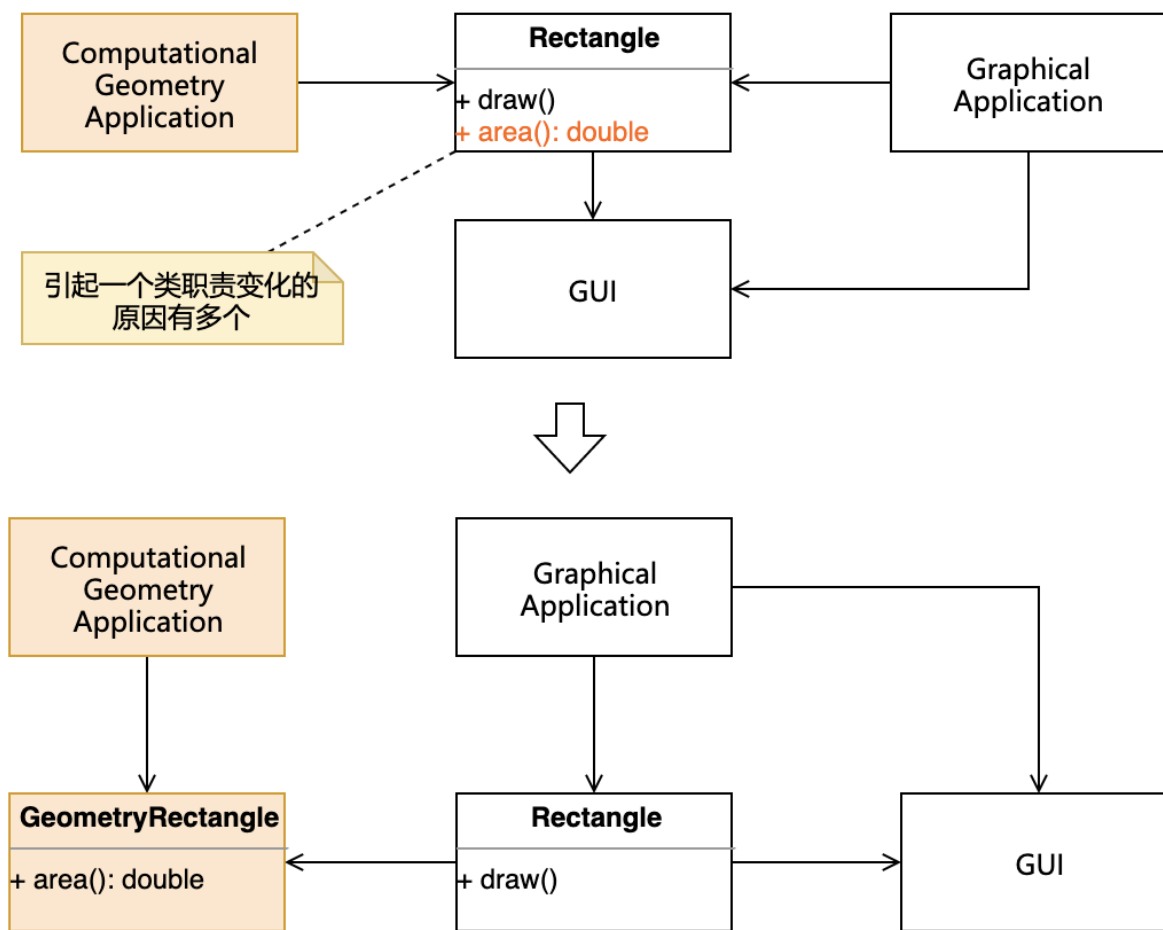 Computational
Geometry
Application
Rectangle
+ draw()
+ area(): double
Graphical
Application
引起一个类职责变化的
原因有多个
GUI
Computational
Geometry
Application
Graphical
Application
GeometryRectangle
+ area(): double
Rectangle
+ draw()
GUI